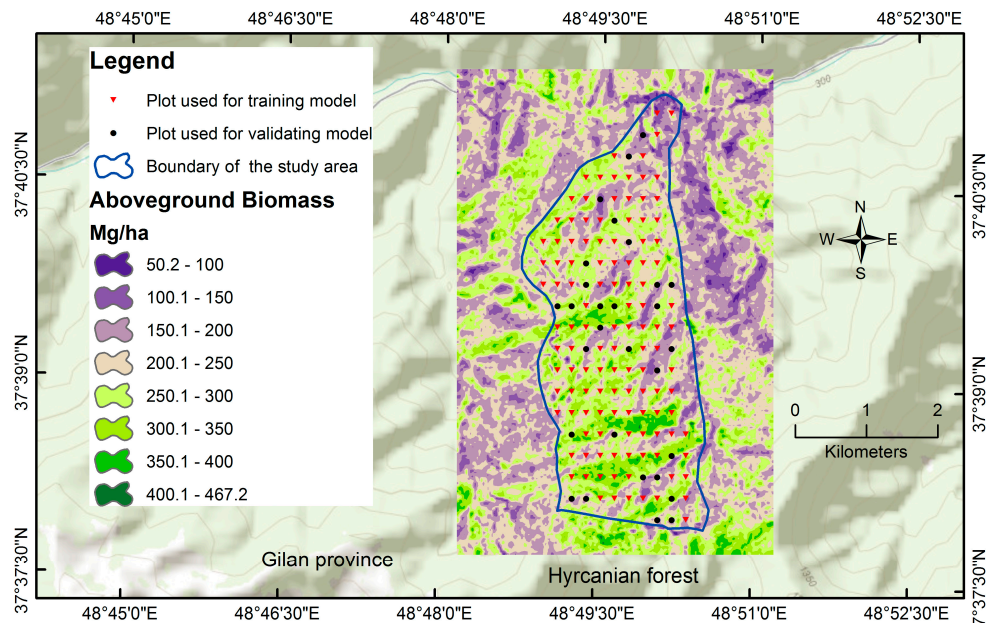 48°45'0"E 48°46'30"E 48°48'0"E 48°49'30"E 48°51'0"E 48°52'30"E
Legend
Plot used for training model
Plot used for validating model
Boundary of the study area
Aboveground Biomass
Mg/ha
50.2 - 100
100.1 - 150
150.1 - 200
200.1 - 250
250.1 - 300
300.1 - 350
350.1 - 400
400.1 - 467.2
37°40'30"N
37°39'0"N
37°37'30"N
300
N
W E
S
0 1 2
Kilometers
37°40'30"N
37°39'0"N
37°37'30"N
1350
Gilan province
Hyrcanian forest
48°45'0"E 48°46'30"E 48°48'0"E 48°49'30"E 48°51'0"E 48°52'30"E